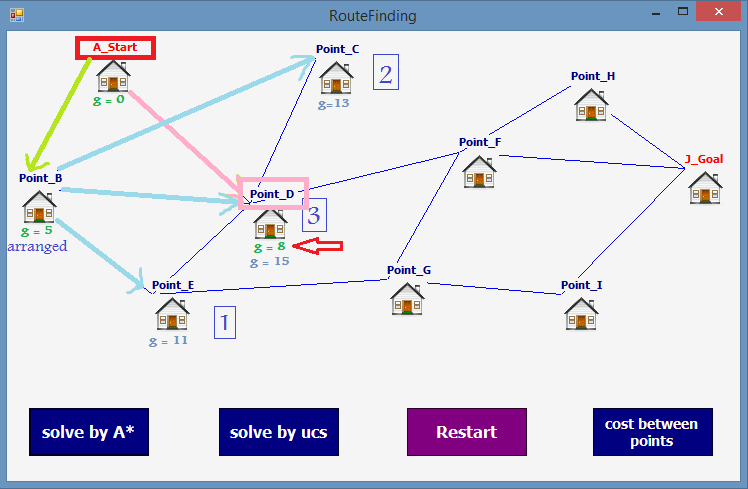 RouteFinding
A_Start
g = 0
Point_C
g=13
2
Point_H
Point_F
J_Goal
Point_B
g = 5
arranged
Point_D
3
g = 8
g = 15
Point_E
g = 11
1
Point_G
Point_I
solve by A*
solve by ucs
Restart
cost between
points